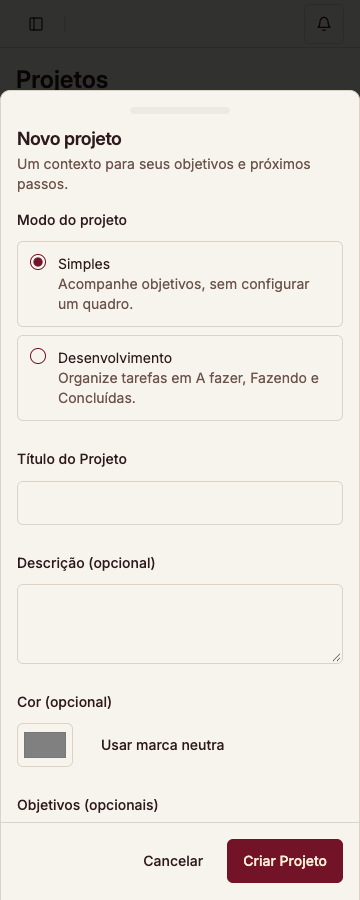 Projetos
Novo projeto
Um contexto para seus objetivos e próximos
passos.
Modo do projeto
Simples
Acompanhe objetivos, sem configurar
um quadro.
Desenvolvimento
Organize tarefas em A fazer, Fazendo e
Concluídas.
Título do Projeto
Descrição (opcional)
Cor (opcional)
Usar marca neutra
Objetivos (opcionais)
Cancelar
Criar Projeto